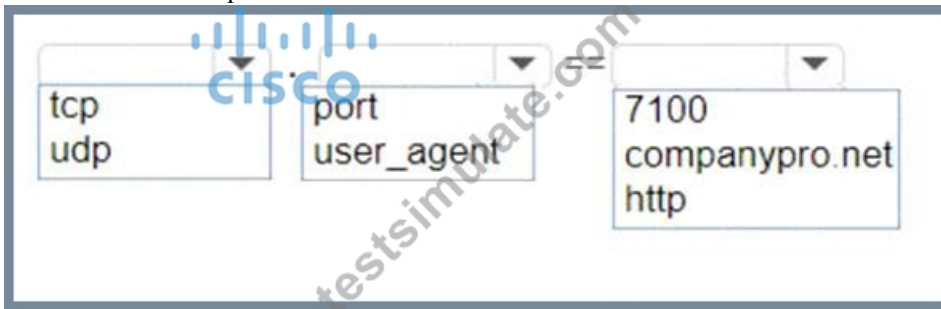 . ==
CISCO
tcp port 7100
udp user_agent companypro.net
http
testsimulate.com